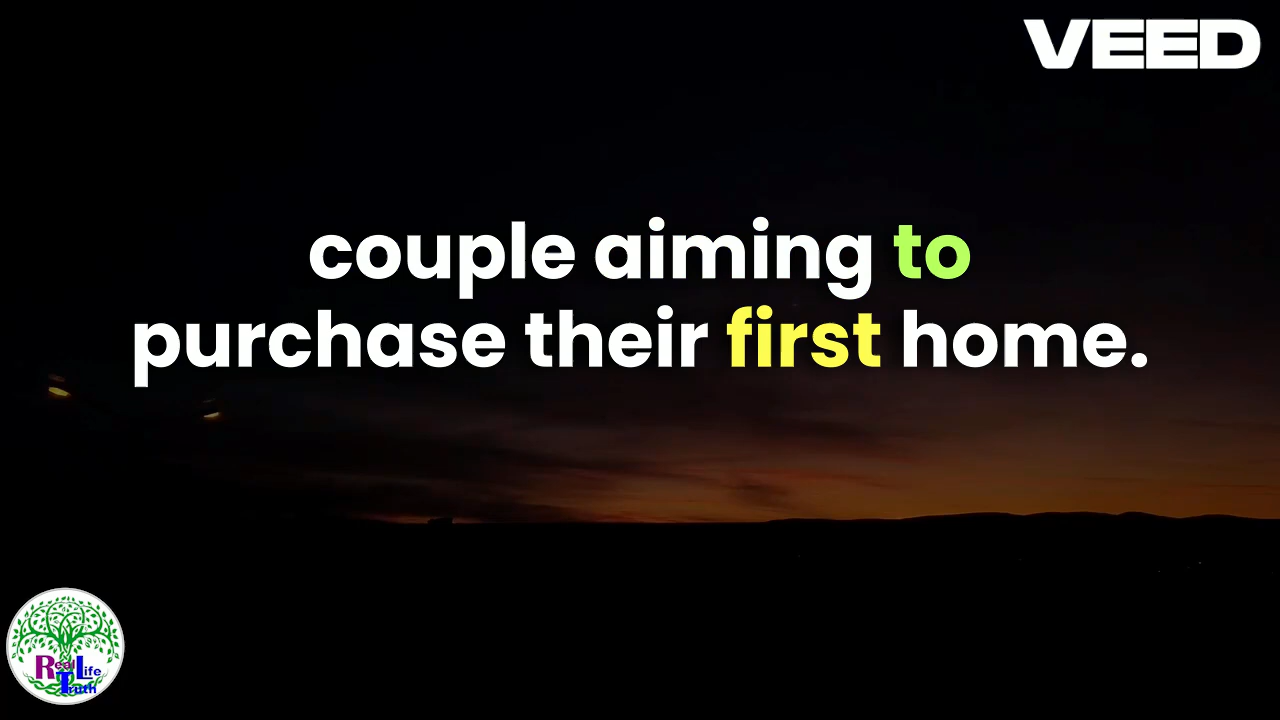 VEED
couple aiming to
purchase their first home.
Real Life
Truth